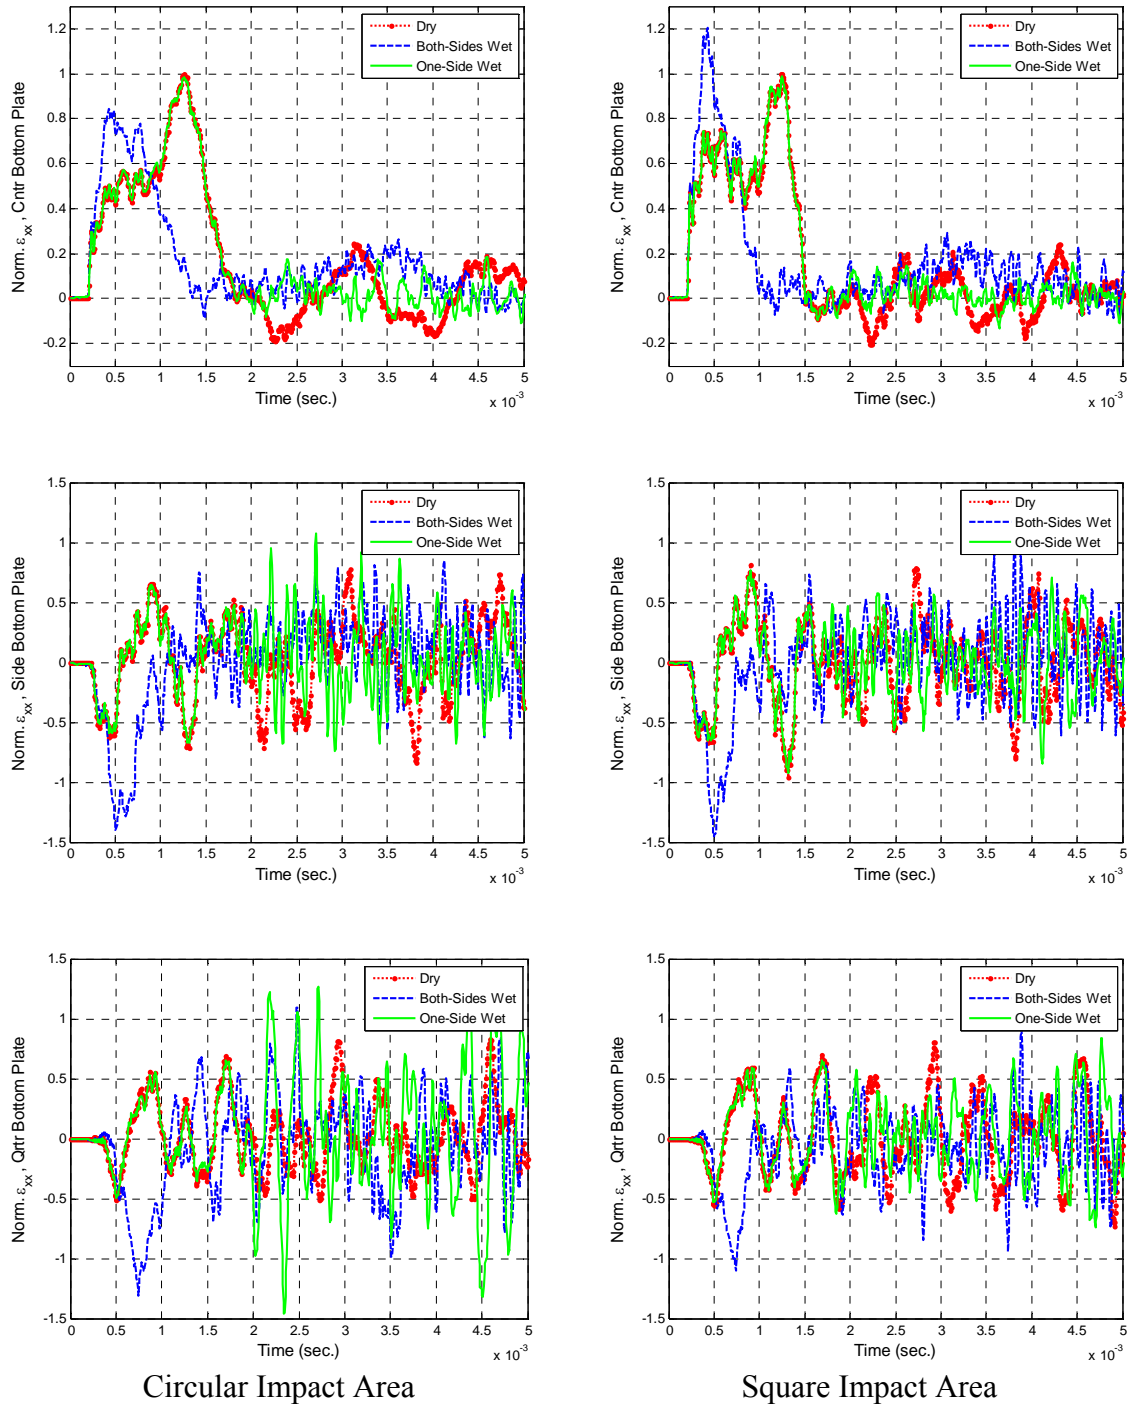 1.2
1
0.8
0.6
0.4
0.2
0
-0.2
Norm. εxx , Cntr Bottom Plate
Dry
Both-Sides Wet
One-Side Wet
0 0.5 1 1.5 2 2.5 3 3.5 4 4.5 5
Time (sec.)
x 10-3
1.2
1
0.8
0.6
0.4
0.2
0
-0.2
Norm. εxx , Cntr Bottom Plate
Dry
Both-Sides Wet
One-Side Wet
0 0.5 1 1.5 2 2.5 3 3.5 4 4.5 5
Time (sec.)
x 10-3
1.5
1
0.5
0
-0.5
-1
-1.5
Norm. εxx , Side Bottom Plate
Dry
Both-Sides Wet
One-Side Wet
0 0.5 1 1.5 2 2.5 3 3.5 4 4.5 5
Time (sec.)
x 10-3
1.5
1
0.5
0
-0.5
-1
-1.5
Norm. εxx , Side Bottom Plate
Dry
Both-Sides Wet
One-Side Wet
0 0.5 1 1.5 2 2.5 3 3.5 4 4.5 5
Time (sec.)
x 10-3
1.5
1
0.5
0
-0.5
-1
-1.5
Norm. εxx , Qrtr Bottom Plate
Dry
Both-Sides Wet
One-Side Wet
0 0.5 1 1.5 2 2.5 3 3.5 4 4.5 5
Time (sec.)
x 10-3
1.5
1
0.5
0
-0.5
-1
-1.5
Norm. εxx , Qrtr Bottom Plate
Dry
Both-Sides Wet
One-Side Wet
0 0.5 1 1.5 2 2.5 3 3.5 4 4.5 5
Time (sec.)
x 10-3
Circular Impact Area
Square Impact Area